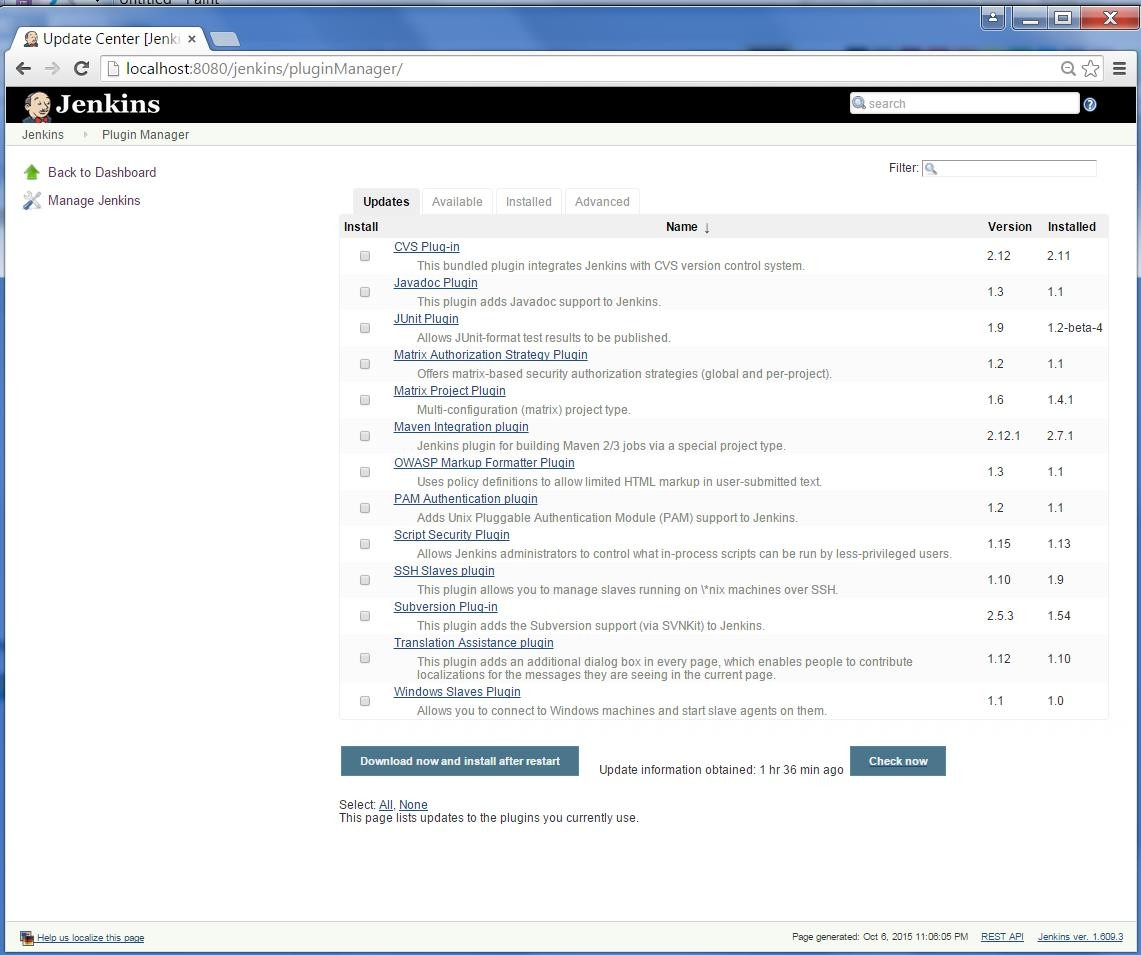 Untitled - Paint
Update Center [Jenki
localhost:8080/jenkins/pluginManager/
Jenkins
search
Jenkins Plugin Manager
Back to Dashboard
Manage Jenkins
Filter:
Updates Available Installed Advanced
Install Name ↓ Version Installed
CVS Plug-in
This bundled plugin integrates Jenkins with CVS version control system.
2.12 2.11
Javadoc Plugin
This plugin adds Javadoc support to Jenkins.
1.3 1.1
JUnit Plugin
Allows JUnit-format test results to be published.
1.9 1.2-beta-4
Matrix Authorization Strategy Plugin
Offers matrix-based security authorization strategies (global and per-project).
1.2 1.1
Matrix Project Plugin
Multi-configuration (matrix) project type.
1.6 1.4.1
Maven Integration plugin
Jenkins plugin for building Maven 2/3 jobs via a special project type.
2.12.1 2.7.1
OWASP Markup Formatter Plugin
Uses policy definitions to allow limited HTML markup in user-submitted text.
1.3 1.1
PAM Authentication plugin
Adds Unix Pluggable Authentication Module (PAM) support to Jenkins.
1.2 1.1
Script Security Plugin
Allows Jenkins administrators to control what in-process scripts can be run by less-privileged users.
1.15 1.13
SSH Slaves plugin
This plugin allows you to manage slaves running on \*nix machines over SSH.
1.10 1.9
Subversion Plug-in
This plugin adds the Subversion support (via SVNKit) to Jenkins.
2.5.3 1.54
Translation Assistance plugin
This plugin adds an additional dialog box in every page, which enables people to contribute
localizations for the messages they are seeing in the current page.
1.12 1.10
Windows Slaves Plugin
Allows you to connect to Windows machines and start slave agents on them.
1.1 1.0
Download now and install after restart Update information obtained: 1 hr 36 min ago Check now
Select: All, None
This page lists updates to the plugins you currently use.
Help us localize this page Page generated: Oct 6, 2015 11:06:05 PM REST API Jenkins ver. 1.609.3